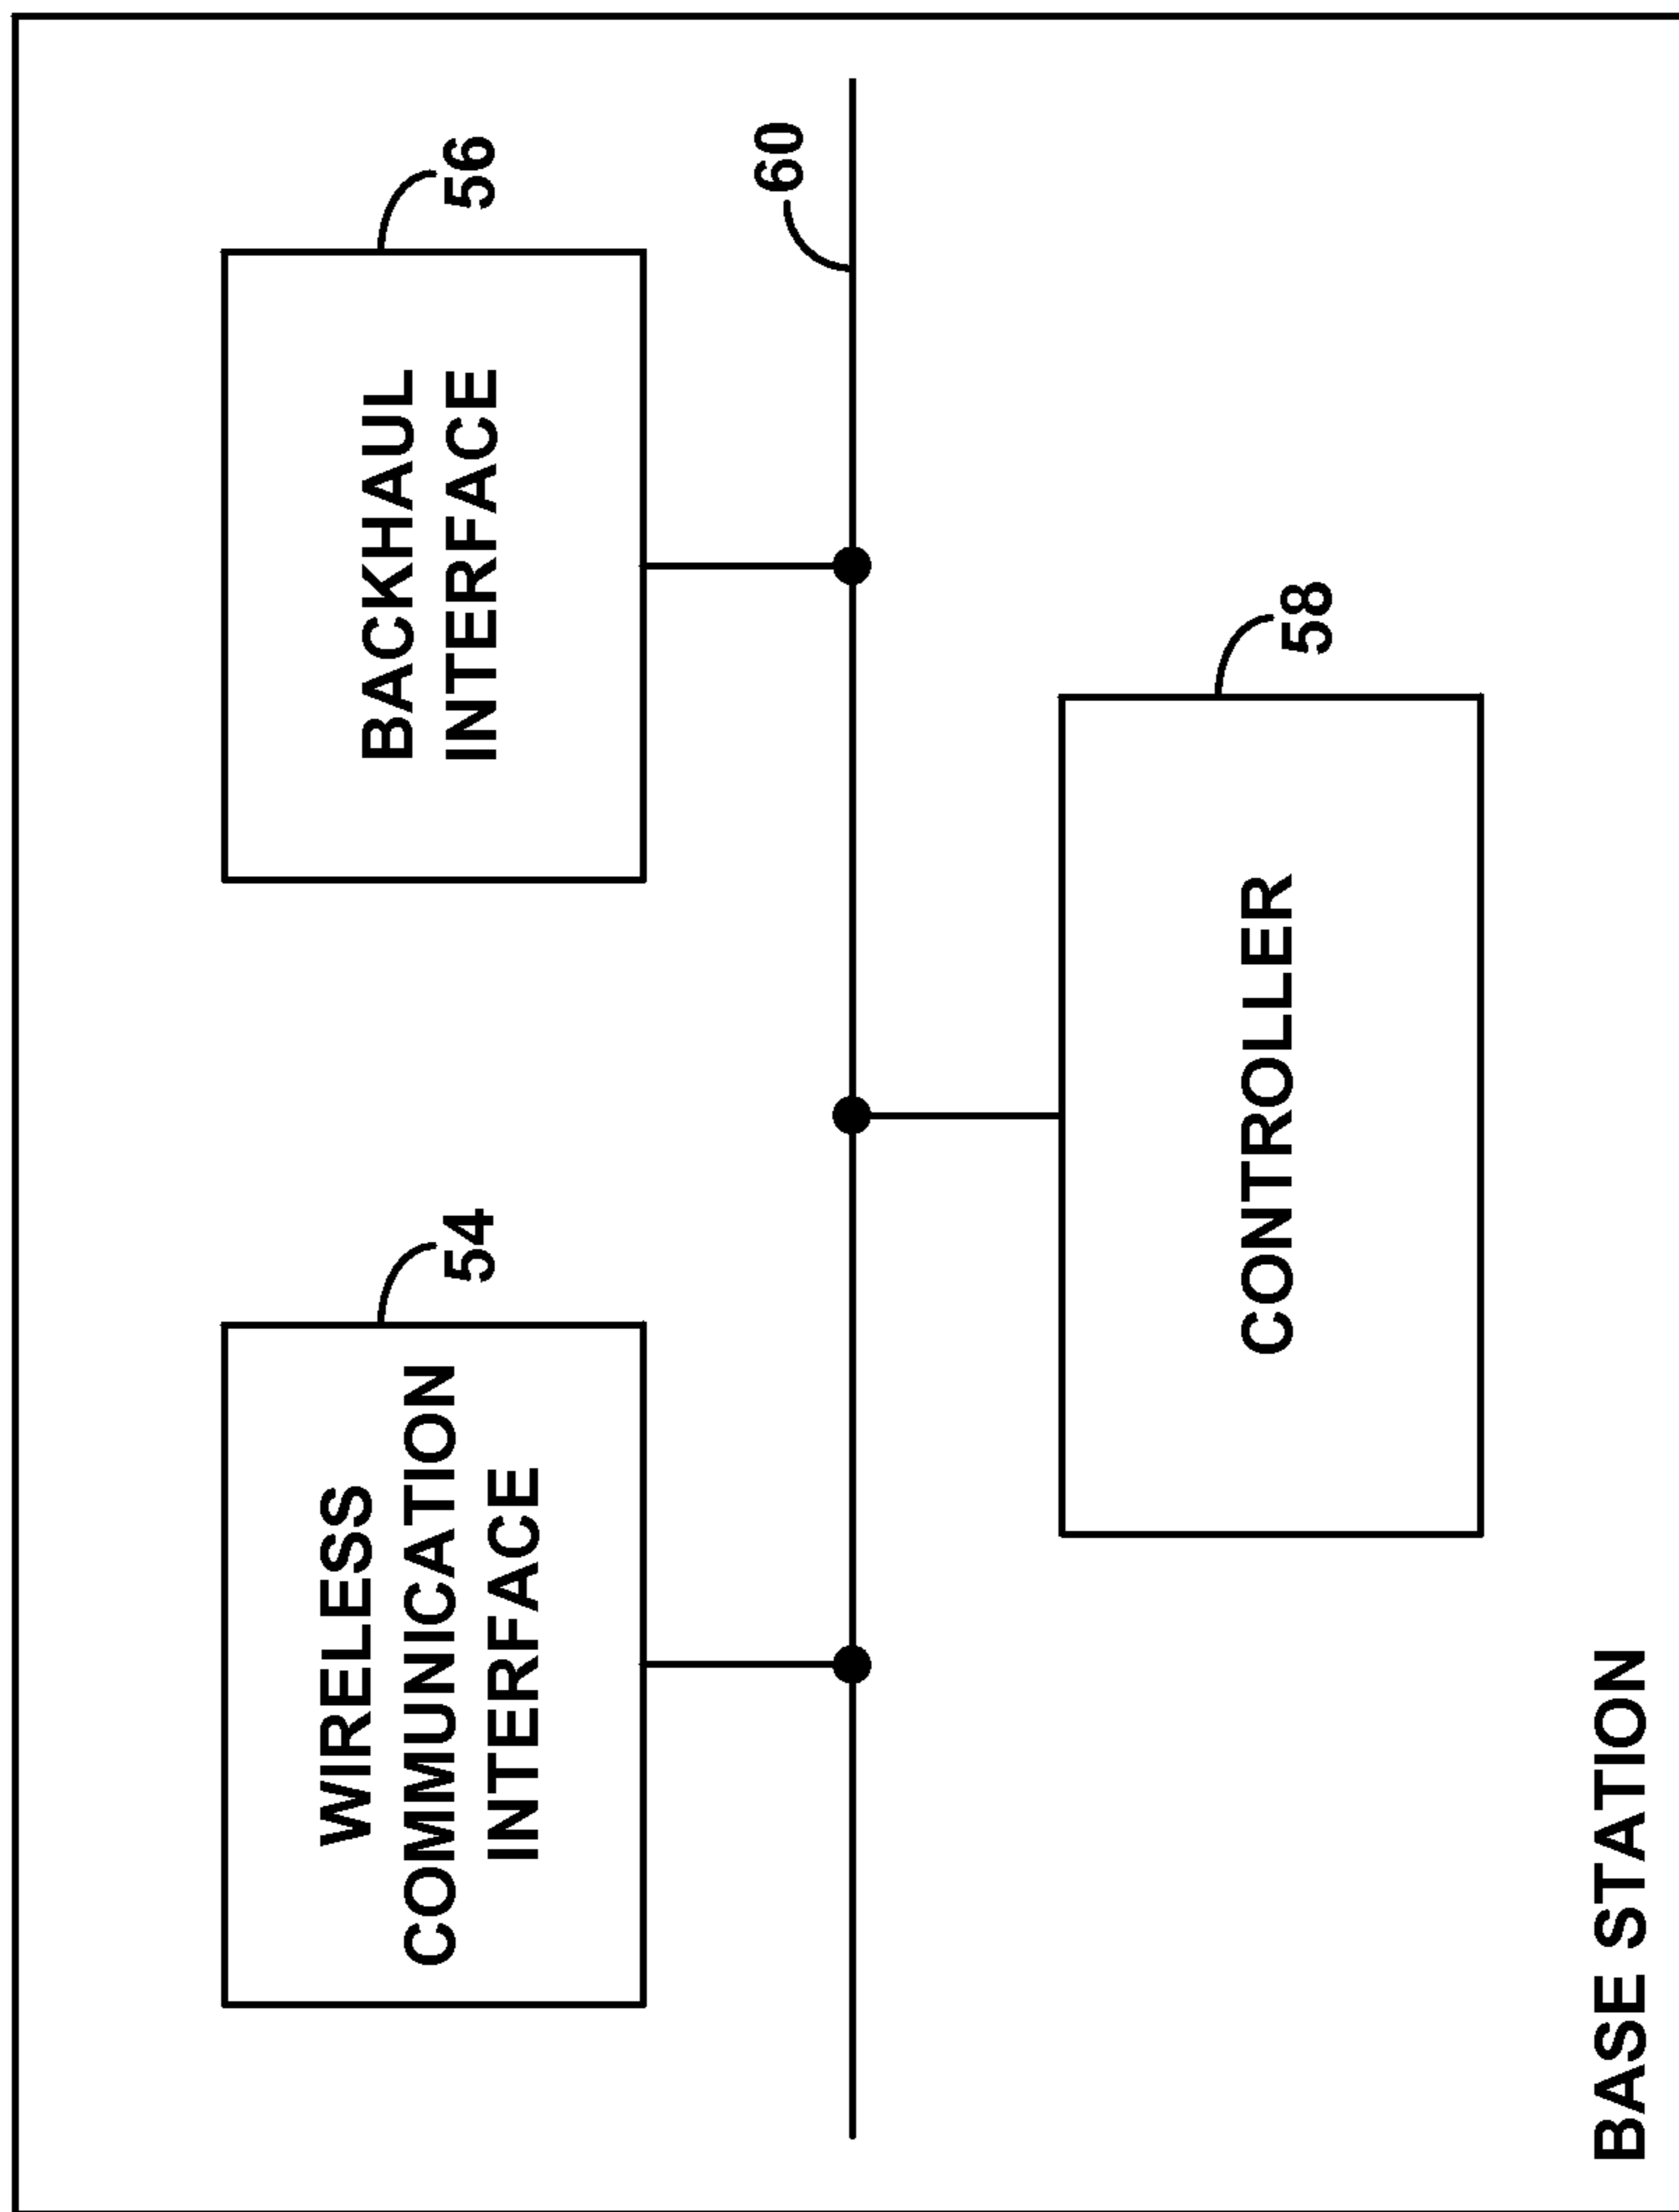 WIRELESS
COMMUNICATION
INTERFACE
54
BACKHAUL
INTERFACE
56
60
CONTROLLER
58
BASE STATION